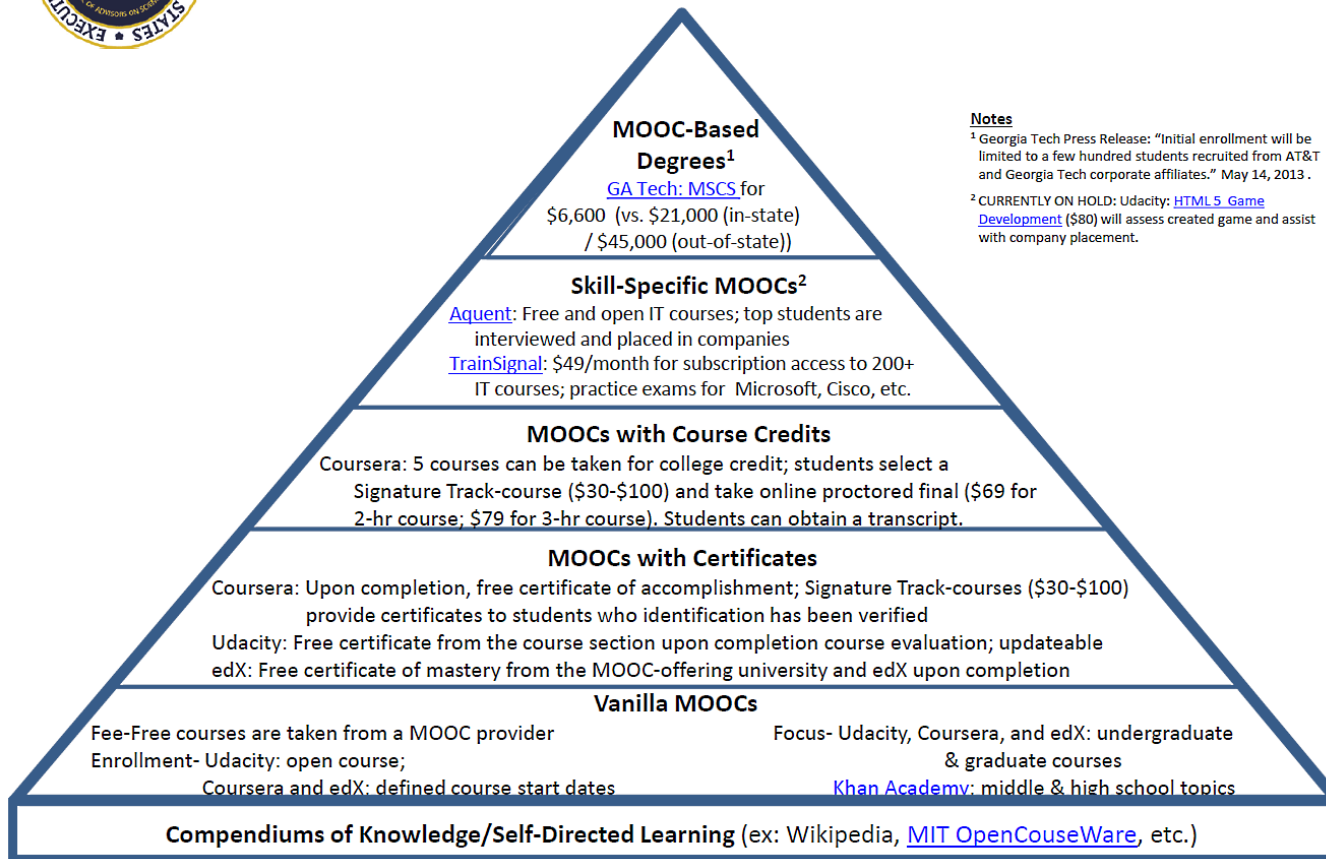 OF ADVISORS ON SCIEN
STATES EXECUT
MOOC-Based
Degrees¹
GA Tech: MSCS for
$6,600 (vs. $21,000 (in-state)
/ $45,000 (out-of-state))
Notes
¹ Georgia Tech Press Release: “Initial enrollment will be
limited to a few hundred students recruited from AT&T
and Georgia Tech corporate affiliates.” May 14, 2013 .
² CURRENTLY ON HOLD: Udacity: HTML 5 Game
Development ($80) will assess created game and assist
with company placement.
Skill-Specific MOOCs²
Aquent: Free and open IT courses; top students are
interviewed and placed in companies
TrainSignal: $49/month for subscription access to 200+
IT courses; practice exams for Microsoft, Cisco, etc.
MOOCs with Course Credits
Coursera: 5 courses can be taken for college credit; students select a
Signature Track-course ($30-$100) and take online proctored final ($69 for
2-hr course; $79 for 3-hr course). Students can obtain a transcript.
MOOCs with Certificates
Coursera: Upon completion, free certificate of accomplishment; Signature Track-courses ($30-$100)
provide certificates to students who identification has been verified
Udacity: Free certificate from the course section upon completion course evaluation; updateable
edX: Free certificate of mastery from the MOOC-offering university and edX upon completion
Vanilla MOOCs
Fee-Free courses are taken from a MOOC provider
Enrollment- Udacity: open course;
Coursera and edX: defined course start dates
Focus- Udacity, Coursera, and edX: undergraduate
& graduate courses
Khan Academy: middle & high school topics
Compendiums of Knowledge/Self-Directed Learning (ex: Wikipedia, MIT OpenCouseWare, etc.)